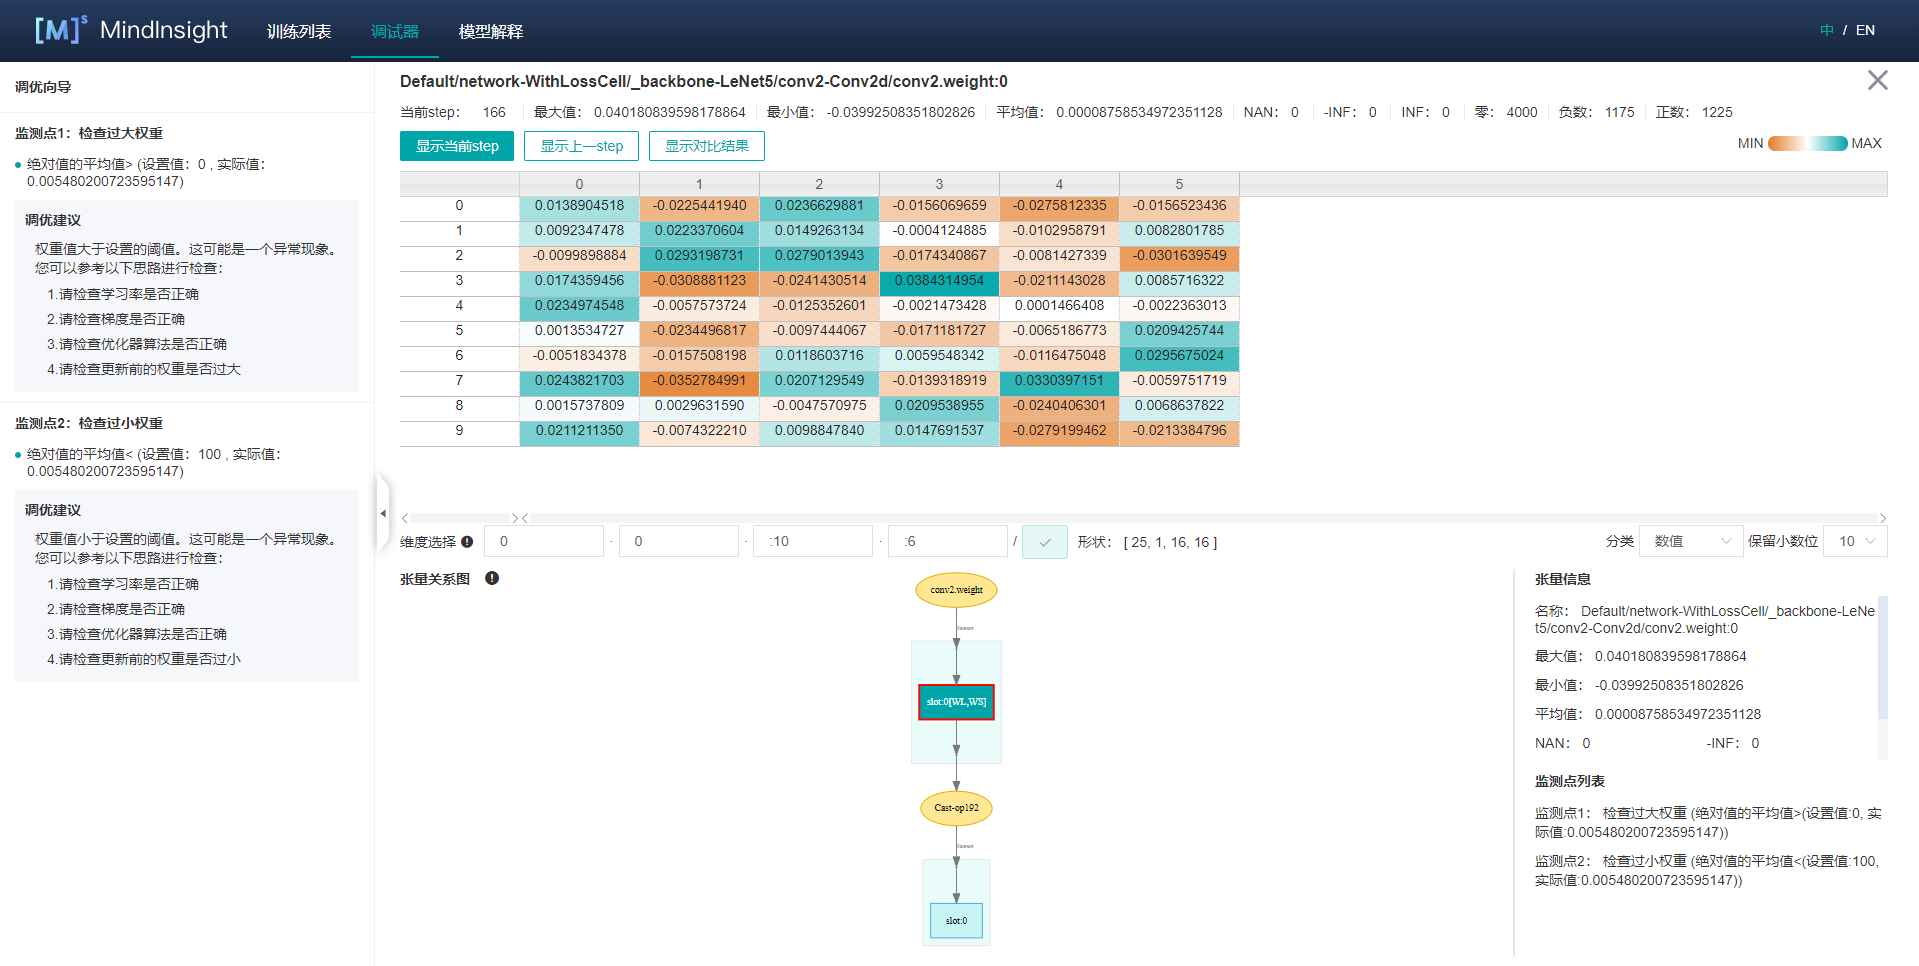 [M]s MindInsight 训练列表 调试器 模型解释 中 / EN
调优向导
监测点1：检查过大权重
绝对值的平均值> (设置值：0 , 实际值：
0.005480200723595147)
调优建议
权重值大于设置的阈值。这可能是一个异常现象。
您可以参考以下思路进行检查：
1.请检查学习率是否正确
2.请检查梯度是否正确
3.请检查优化器算法是否正确
4.请检查更新前的权重是否过大
监测点2：检查过小权重
绝对值的平均值< (设置值：100 , 实际值：
0.005480200723595147)
调优建议
权重值小于设置的阈值。这可能是一个异常现象。
您可以参考以下思路进行检查：
1.请检查学习率是否正确
2.请检查梯度是否正确
3.请检查优化器算法是否正确
4.请检查更新前的权重是否过小
Default/network-WithLossCell/_backbone-LeNet5/conv2-Conv2d/conv2.weight:0
当前step： 166 最大值： 0.040180839598178864 最小值： -0.03992508351802826 平均值： 0.00008758534972351128 NAN： 0 -INF： 0 INF： 0 零： 4000 负数： 1175 正数： 1225
显示当前step 显示上一step 显示对比结果 MIN MAX
0 1 2 3 4 5
0 0.0138904518 -0.0225441940 0.0236629881 -0.0156069659 -0.0275812335 -0.0156523436
1 0.0092347478 0.0223370604 0.0149263134 -0.0004124885 -0.0102958791 0.0082801785
2 -0.0099898884 0.0293198731 0.0279013943 -0.0174340867 -0.0081427339 -0.0301639549
3 0.0174359456 -0.0308881123 -0.0241430514 0.0384314954 -0.0211143028 0.0085716322
4 0.0234974548 -0.0057573724 -0.0125352601 -0.0021473428 0.0001466408 -0.0022363013
5 0.0013534727 -0.0234496817 -0.0097444067 -0.0171181727 -0.0065186773 0.0209425744
6 -0.0051834378 -0.0157508198 0.0118603716 0.0059548342 -0.0116475048 0.0295675024
7 0.0243821703 -0.0352784991 0.0207129549 -0.0139318919 0.0330397151 -0.0059751719
8 0.0015737809 0.0029631590 -0.0047570975 0.0209538955 -0.0240406301 0.0068637822
9 0.0211211350 -0.0074322210 0.0098847840 0.0147691537 -0.0279199462 -0.0213384796
维度选择 0 · 0 · :10 · :6 / 形状： [ 25, 1, 16, 16 ] 分类 数值 保留小数位 10
张量关系图
conv2.weight
Tensor
slot:0[WL,WS]
Cast-op192
Tensor
slot:0
张量信息
名称： Default/network-WithLossCell/_backbone-LeNe
t5/conv2-Conv2d/conv2.weight:0
最大值： 0.040180839598178864
最小值： -0.03992508351802826
平均值： 0.00008758534972351128
NAN： 0 -INF： 0
监测点列表
监测点1： 检查过大权重 (绝对值的平均值>(设置值:0, 实
际值:0.005480200723595147))
监测点2： 检查过小权重 (绝对值的平均值<(设置值:100,
实际值:0.005480200723595147))